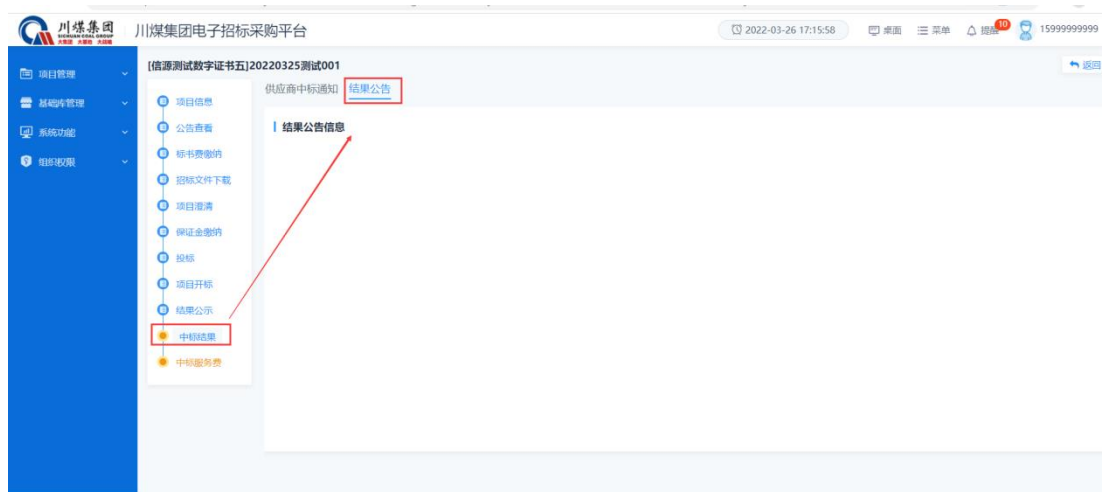 川煤集团
SICHUAN COAL GROUP
川煤集团电子招标采购平台
2022-03-26 17:15:58
桌面
菜单
提醒
10
15999999999
项目管理
基础库管理
系统功能
组织权限
[信源测试数字证书五]20220325测试001
返回
供应商中标通知
结果公告
结果公告信息
项目信息
公告查看
标书费缴纳
招标文件下载
项目澄清
保证金缴纳
投标
项目开标
结果公示
中标结果
中标服务费